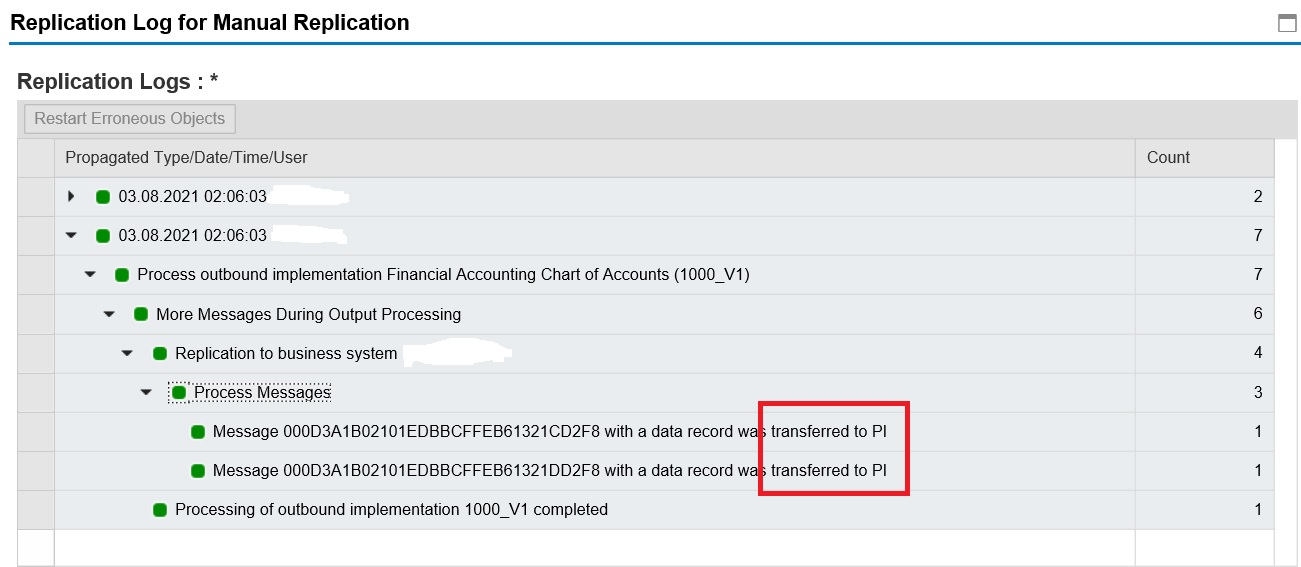 Replication Log for Manual Replication
Replication Logs : *
Restart Erroneous Objects
Propagated Type/Date/Time/User Count
03.08.2021 02:06:03 2
03.08.2021 02:06:03 7
Process outbound implementation Financial Accounting Chart of Accounts (1000_V1) 7
More Messages During Output Processing 6
Replication to business system 4
Process Messages 3
Message 000D3A1B02101EDBBCFFEB61321CD2F8 with a data record was transferred to PI 1
Message 000D3A1B02101EDBBCFFEB61321DD2F8 with a data record was transferred to PI 1
Processing of outbound implementation 1000_V1 completed 1